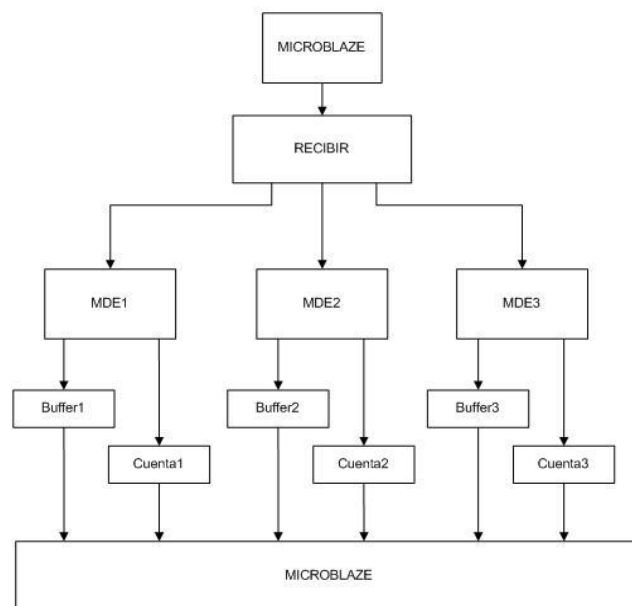 MICROBLAZE
RECIBIR
MDE1
MDE2
MDE3
Buffer1
Buffer2
Buffer3
Cuenta1
Cuenta2
Cuenta3
MICROBLAZE